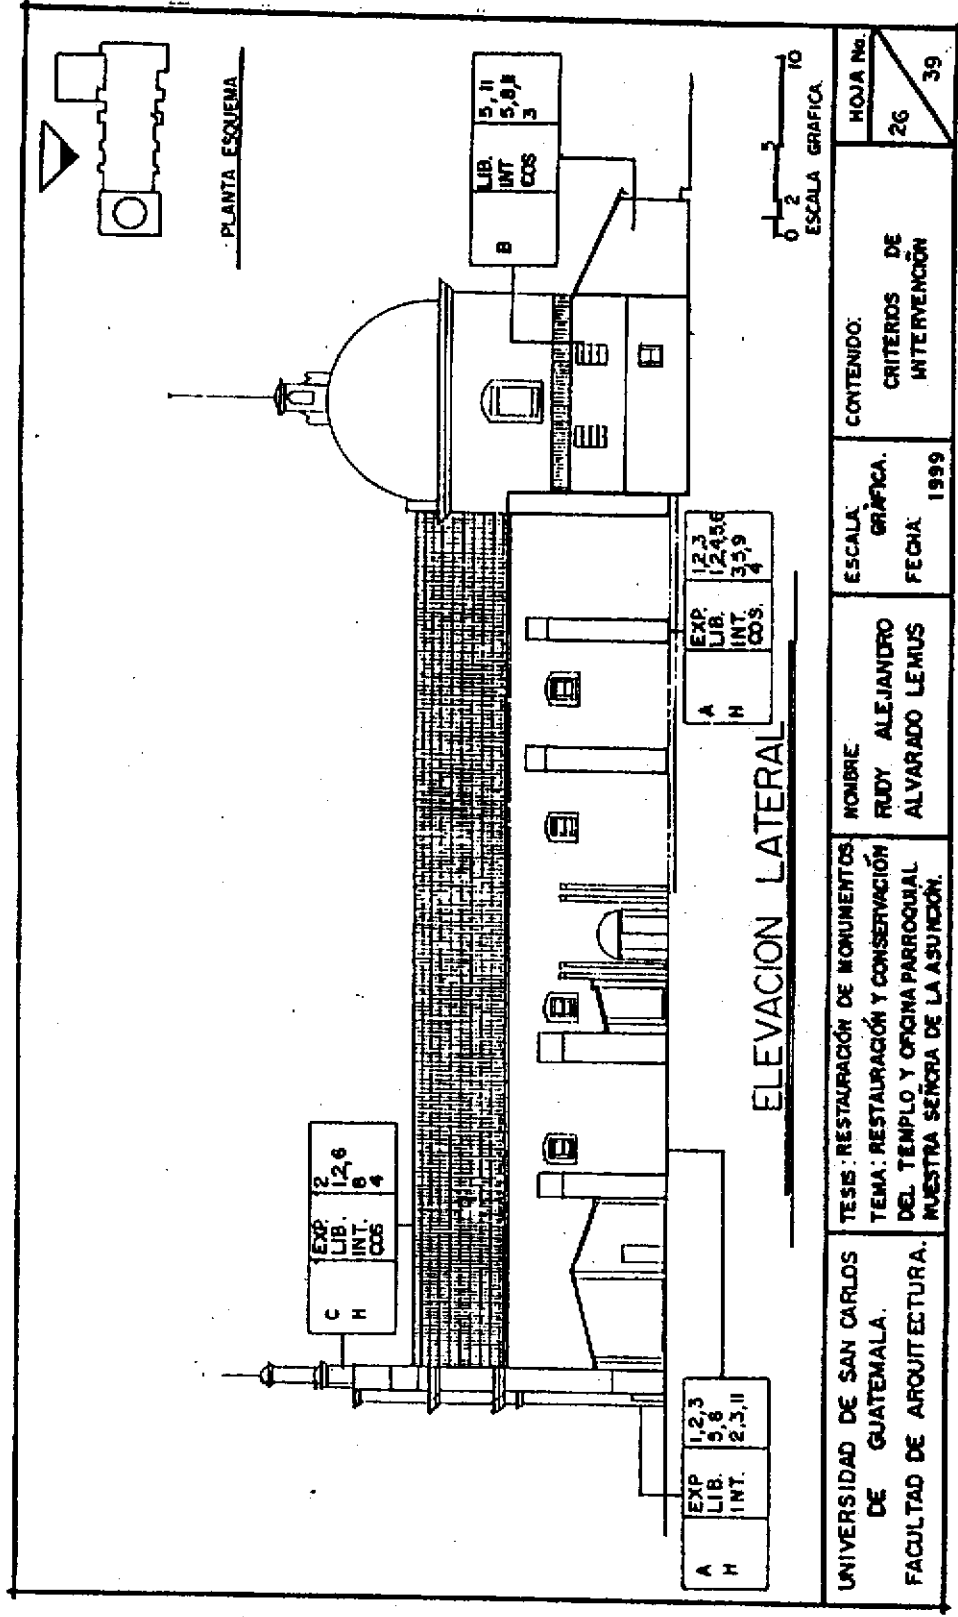 PLANTA ESQUEMA
C
H
EXP. 2
LIB. 1,2,6
INT. 8
COS 4
B
LIB. 5,11
INT 5,8,11
COS 3
A
H
EXP 1,2,3
LIB. 5,8
INT. 2,3,11
A
H
EXP. 1,2,3
LIB. 1,2,4,5,6
INT. 3,5,9
COS. 4
ELEVACION LATERAL
0 2 5 10
ESCALA GRAFICA
UNIVERSIDAD DE SAN CARLOS
DE GUATEMALA.
FACULTAD DE ARQUITECTURA.
TESIS: RESTAURACIÓN DE MONUMENTOS.
TEMA: RESTAURACIÓN Y CONSERVACIÓN
DEL TEMPLO Y OFICINA PARROQUIAL
NUESTRA SEÑORA DE LA ASUNCIÓN.
NOMBRE
RUDY ALEJANDRO
ALVARADO LEMUS
ESCALA:
GRÁFICA.
FECHA:
1999
CONTENIDO:
CRITERIOS DE
INTERVENCIÓN
HOJA No.
26
39